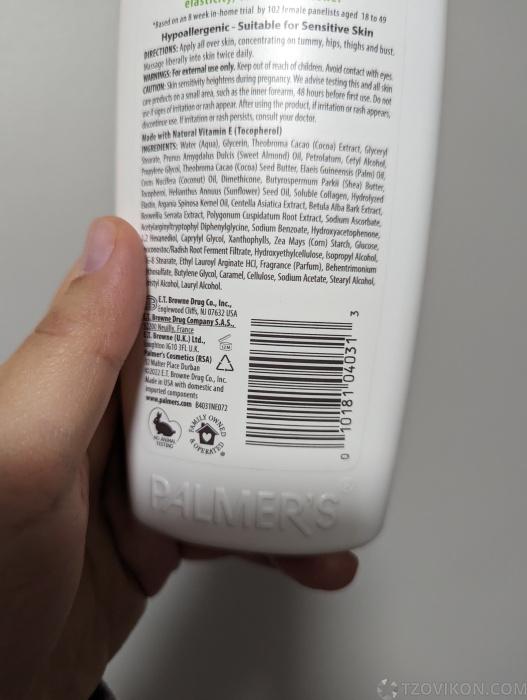 elasticity,
*Based on an 8 week in-home trial by 102 female panelists aged 18 to 49
Hypoallergenic - Suitable for Sensitive Skin
DIRECTIONS: Apply all over skin, concentrating on tummy, hips, thighs and bust.
Massage liberally into skin twice daily.
WARNINGS: For external use only. Keep out of reach of children. Avoid contact with eyes.
CAUTION: Skin sensitivity heightens during pregnancy. We advise testing this and all skin
care products on a small area, such as the inner forearm, 48 hours before first use. Do not
use if signs of irritation or rash appear. After using the product, if irritation or rash appears,
discontinue use. If irritation or rash persists, consult your doctor.
Made with Natural Vitamin E (Tocopherol)
INGREDIENTS: Water (Aqua), Glycerin, Theobroma Cacao (Cocoa) Extract, Glyceryl
Stearate, Prunus Amygdalus Dulcis (Sweet Almond) Oil, Petrolatum, Cetyl Alcohol,
Propylene Glycol, Theobroma Cacao (Cocoa) Seed Butter, Elaeis Guineensis (Palm) Oil,
Cocos Nucifera (Coconut) Oil, Dimethicone, Butyrospermum Parkii (Shea) Butter,
Tocopherol, Helianthus Annuus (Sunflower) Seed Oil, Soluble Collagen, Hydrolyzed
Elastin, Argania Spinosa Kernel Oil, Centella Asiatica Extract, Betula Alba Bark Extract,
Boswellia Serrata Extract, Polygonum Cuspidatum Root Extract, Sodium Ascorbate,
Acetylarginyltryptophyl Diphenylglycine, Sodium Benzoate, Hydroxyacetophenone,
Hexanediol, Caprylyl Glycol, Xanthophylls, Zea Mays (Corn) Starch, Glucose,
Root Ferment Filtrate, Hydroxyethylcellulose, Isopropyl Alcohol,
Stearate, Ethyl Lauroyl Arginate HCl, Fragrance (Parfum), Behentrimonium
Butylene Glycol, Caramel, Cellulose, Sodium Acetate, Stearyl Alcohol,
Alcohol, Lauryl Alcohol.
E.T. Browne Drug Co., Inc.,
Englewood Cliffs, NJ 07632 USA
E.T. Browne Drug Company S.A.S.,
Neuilly, France
E.T. Browne (U.K.) Ltd.,
IG10 3FL U.K.
Palmer's Cosmetics (RSA)
Walter Place Durban
©2022 E.T. Browne Drug Co., Inc.
Made in USA with domestic and
imported components
www.palmers.com B4031NE072
12M
NO ANIMAL
TESTING
FAMILY OWNED
& OPERATED
0 10181 04031 3
PALMER'S
TZOVIKON.COM